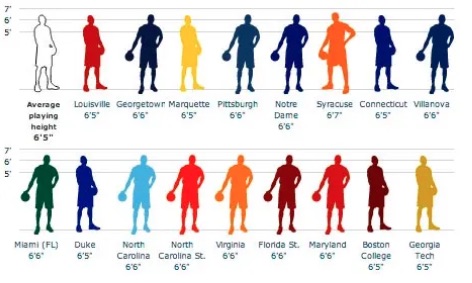 7'
6'
5'
Average
playing
height
6'5"
Louisville
6'5"
Georgetown
6'6"
Marquette
6'5"
Pittsburgh
6'6"
Notre
Dame
6'6"
Syracuse
6'7"
Connecticut
6'5"
Villanova
6'6"
7'
6'
5'
Miami (FL)
6'6"
Duke
6'5"
North
Carolina
6'6"
North
Carolina St.
6'6"
Virginia
6'6"
Florida St.
6'6"
Maryland
6'6"
Boston
College
6'5"
Georgia
Tech
6'5"